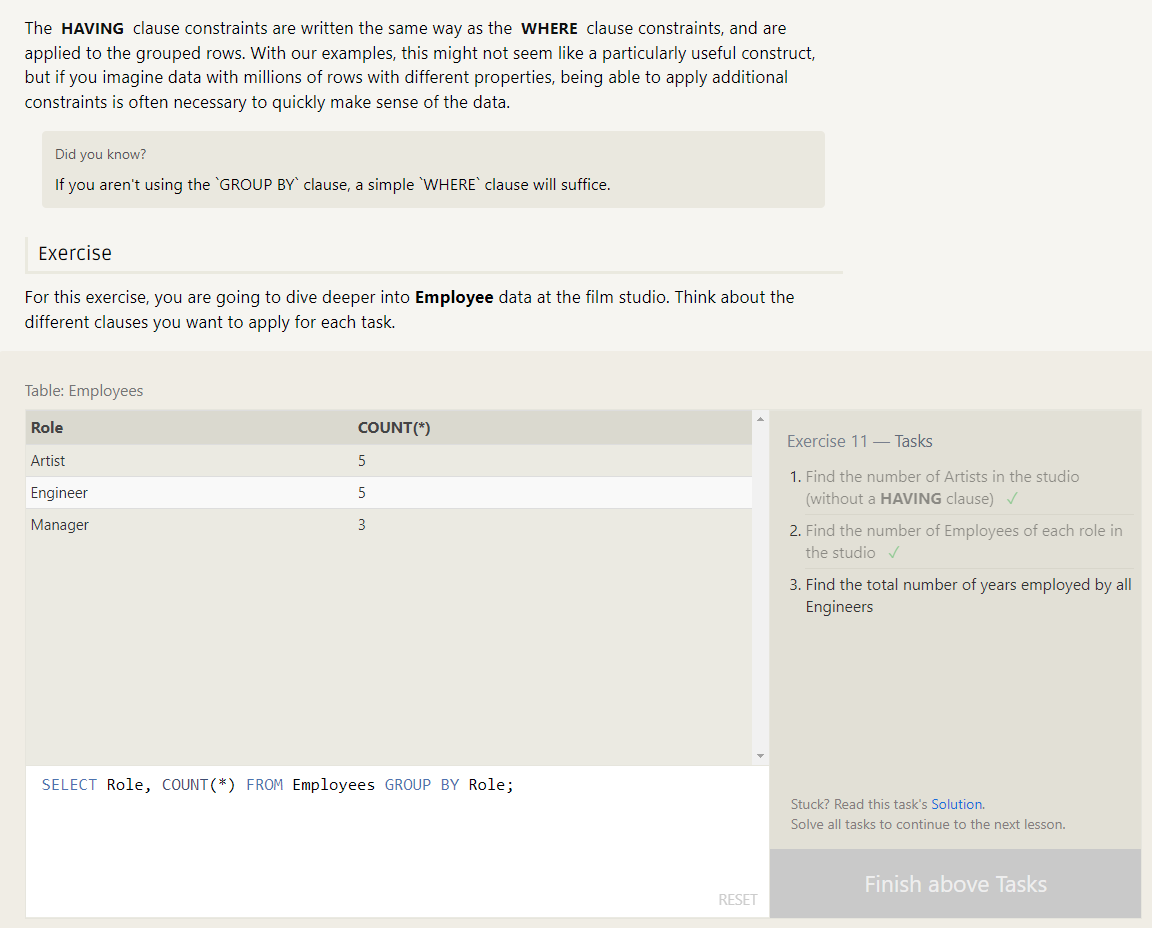 The HAVING clause constraints are written the same way as the WHERE clause constraints, and are
applied to the grouped rows. With our examples, this might not seem like a particularly useful construct,
but if you imagine data with millions of rows with different properties, being able to apply additional
constraints is often necessary to quickly make sense of the data.
Did you know?
If you aren't using the `GROUP BY` clause, a simple `WHERE` clause will suffice.
Exercise
For this exercise, you are going to dive deeper into Employee data at the film studio. Think about the
different clauses you want to apply for each task.
Table: Employees
Role COUNT(*)
Artist 5
Engineer 5
Manager 3
SELECT Role, COUNT(*) FROM Employees GROUP BY Role;
RESET
Exercise 11 — Tasks
1. Find the number of Artists in the studio
(without a HAVING clause) ✓
2. Find the number of Employees of each role in
the studio ✓
3. Find the total number of years employed by all
Engineers
Stuck? Read this task's Solution.
Solve all tasks to continue to the next lesson.
Finish above Tasks